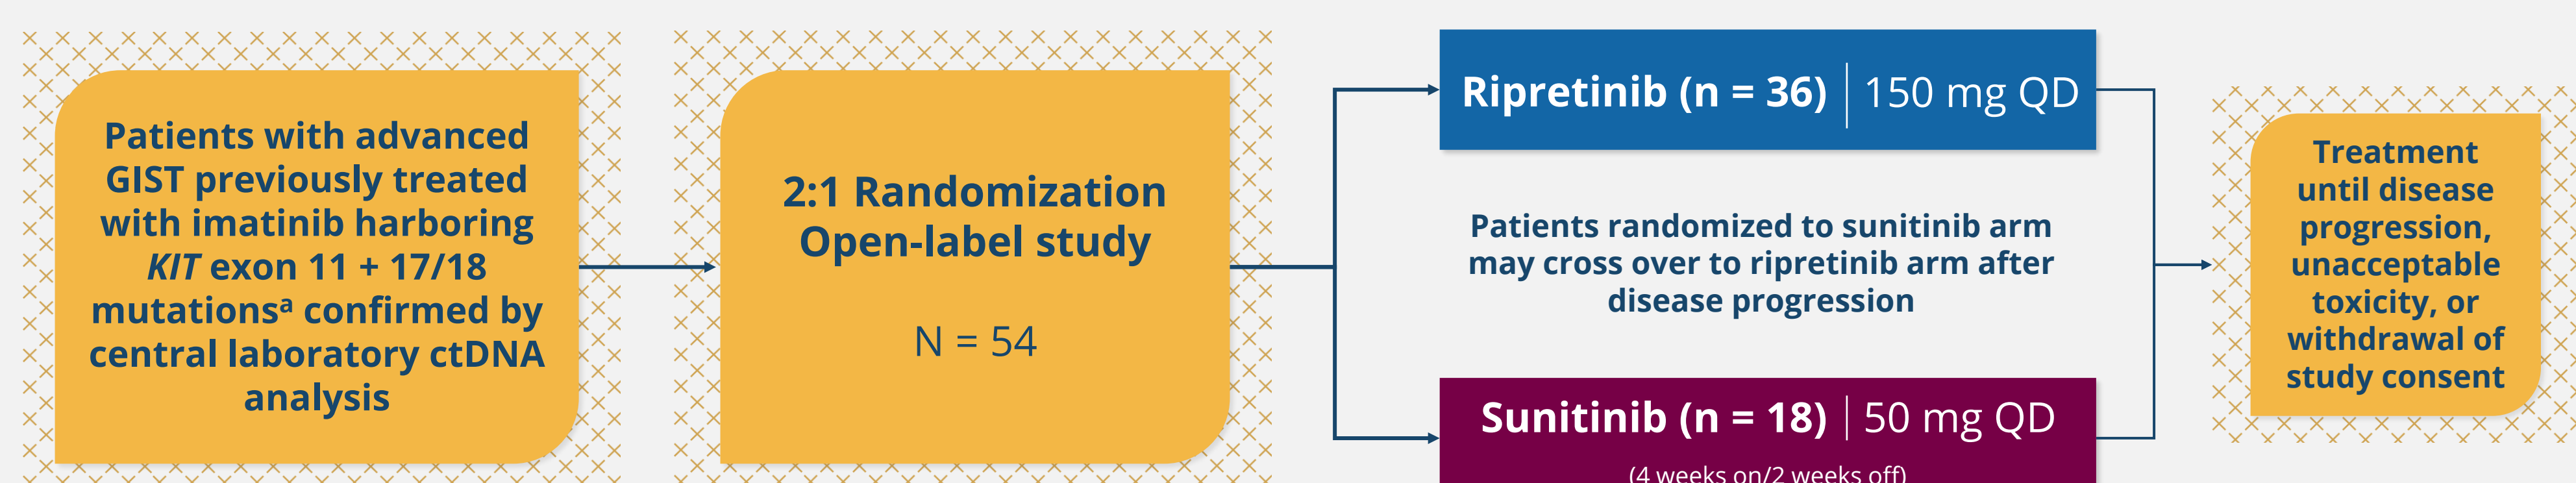 Patients with advanced
GIST previously treated
with imatinib harboring
KIT exon 11 + 17/18
mutationsᵃ confirmed by
central laboratory ctDNA
analysis
2:1 Randomization
Open-label study
N = 54
Ripretinib (n = 36) | 150 mg QD
Patients randomized to sunitinib arm
may cross over to ripretinib arm after
disease progression
Sunitinib (n = 18) | 50 mg QD
(4 weeks on/2 weeks off)
Treatment
until disease
progression,
unacceptable
toxicity, or
withdrawal of
study consent